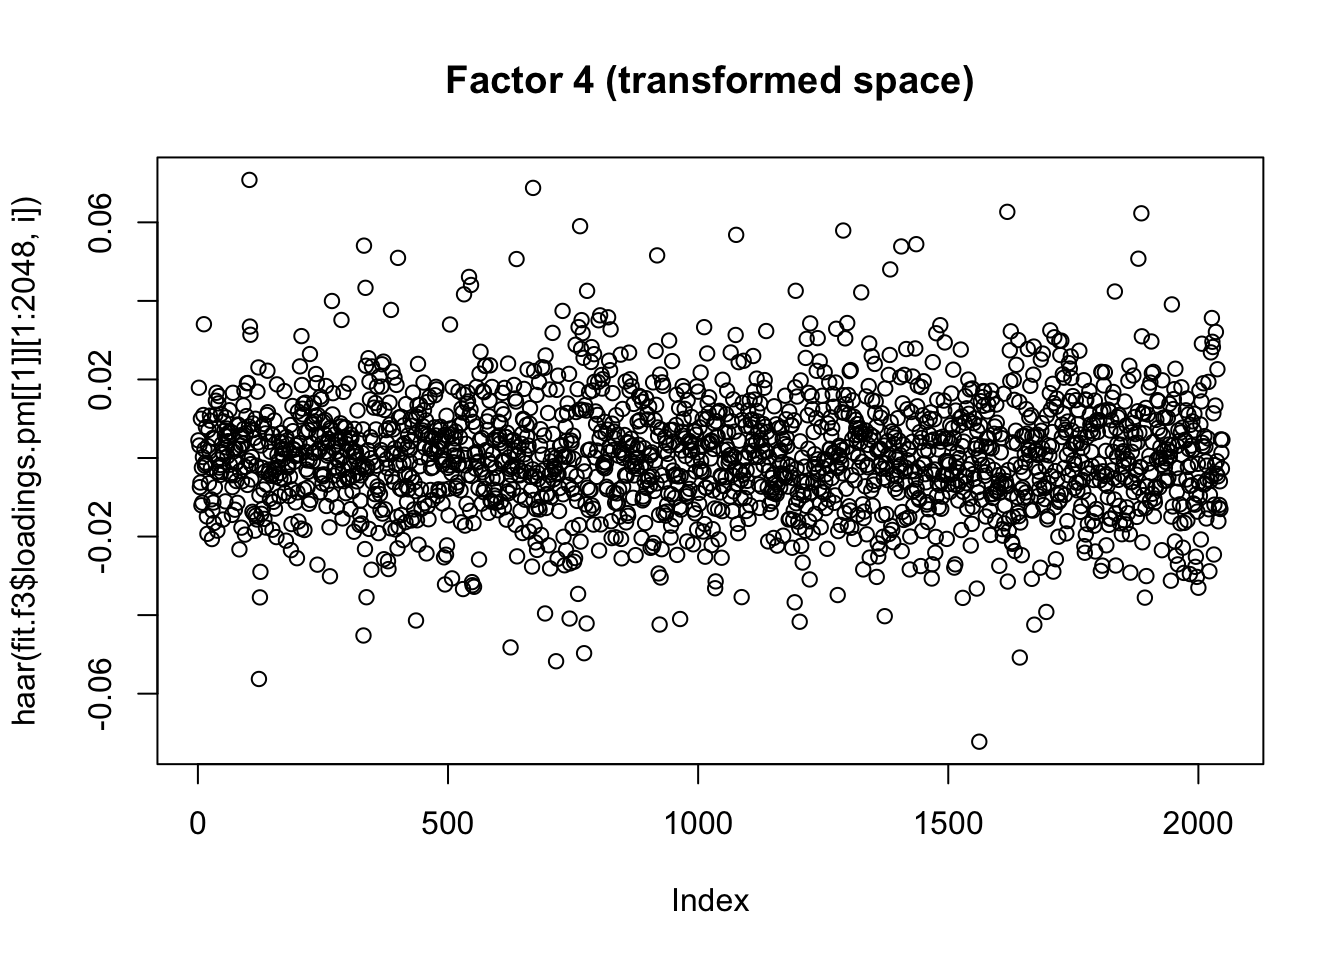 Factor 4 (transformed space)
haar(fit.f3$loadings.pm[[1]][1:2048, i])
0.06
0.02
-0.02
-0.06
0 500 1000 1500 2000
Index